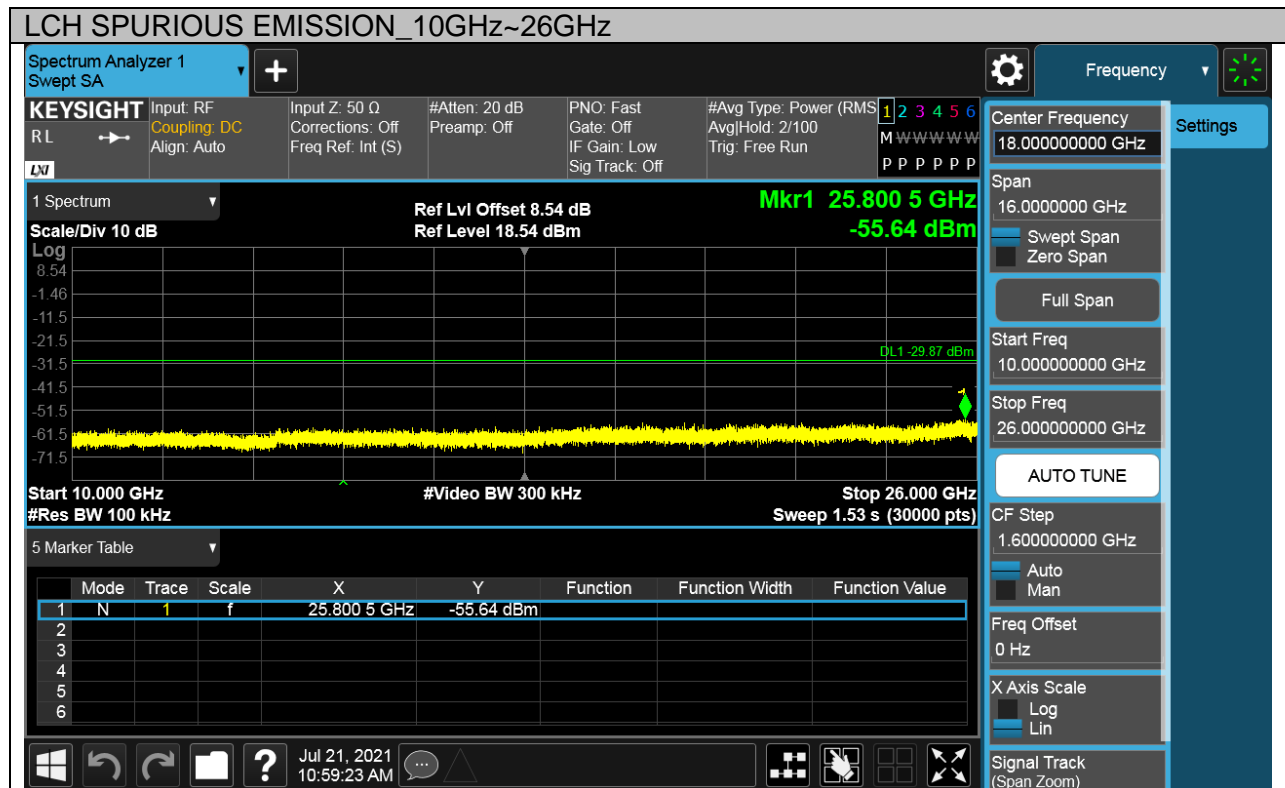 LCH SPURIOUS EMISSION_10GHz~26GHz
Spectrum Analyzer 1
Swept SA
Frequency
KEYSIGHT
RL
LXI
Input: RF
Coupling: DC
Align: Auto
Input Z: 50 Ω
Corrections: Off
Freq Ref: Int (S)
#Atten: 20 dB
Preamp: Off
PNO: Fast
Gate: Off
IF Gain: Low
Sig Track: Off
#Avg Type: Power (RMS
Avg|Hold: 2/100
Trig: Free Run
1 2 3 4 5 6
M W W W W W
P P P P P P
1 Spectrum
Scale/Div 10 dB
Ref Lvl Offset 8.54 dB
Ref Level 18.54 dBm
Mkr1 25.800 5 GHz
-55.64 dBm
Log
8.54
-1.46
-11.5
-21.5
-31.5
-41.5
-51.5
-61.5
-71.5
DL1 -29.87 dBm
1
Start 10.000 GHz
#Video BW 300 kHz
Stop 26.000 GHz
#Res BW 100 kHz
Sweep 1.53 s (30000 pts)
5 Marker Table
Mode Trace Scale X Y Function Function Width Function Value
1 N 1 f 25.800 5 GHz -55.64 dBm
2
3
4
5
6
Jul 21, 2021
10:59:23 AM
Center Frequency
18.000000000 GHz
Settings
Span
16.0000000 GHz
Swept Span
Zero Span
Full Span
Start Freq
10.000000000 GHz
Stop Freq
26.000000000 GHz
AUTO TUNE
CF Step
1.600000000 GHz
Auto
Man
Freq Offset
0 Hz
X Axis Scale
Log
Lin
Signal Track
(Span Zoom)